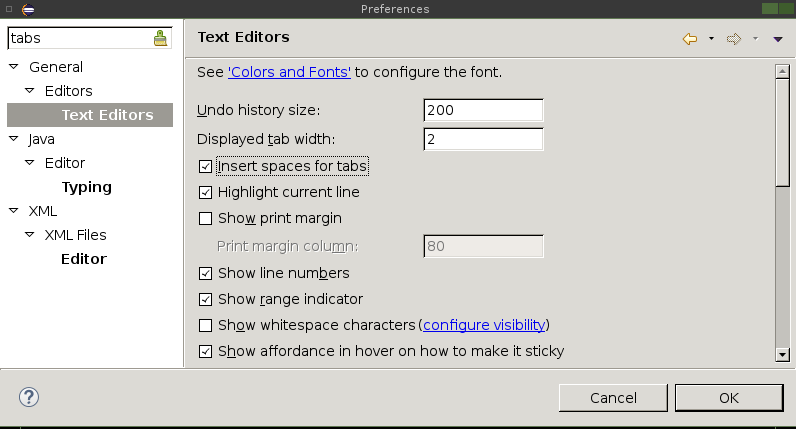 Preferences
tabs
General
Editors
Text Editors
Java
Editor
Typing
XML
XML Files
Editor
Text Editors
See 'Colors and Fonts' to configure the font.
Undo history size: 200
Displayed tab width: 2
Insert spaces for tabs
Highlight current line
Show print margin
Print margin column: 80
Show line numbers
Show range indicator
Show whitespace characters (configure visibility)
Show affordance in hover on how to make it sticky
?
Cancel OK